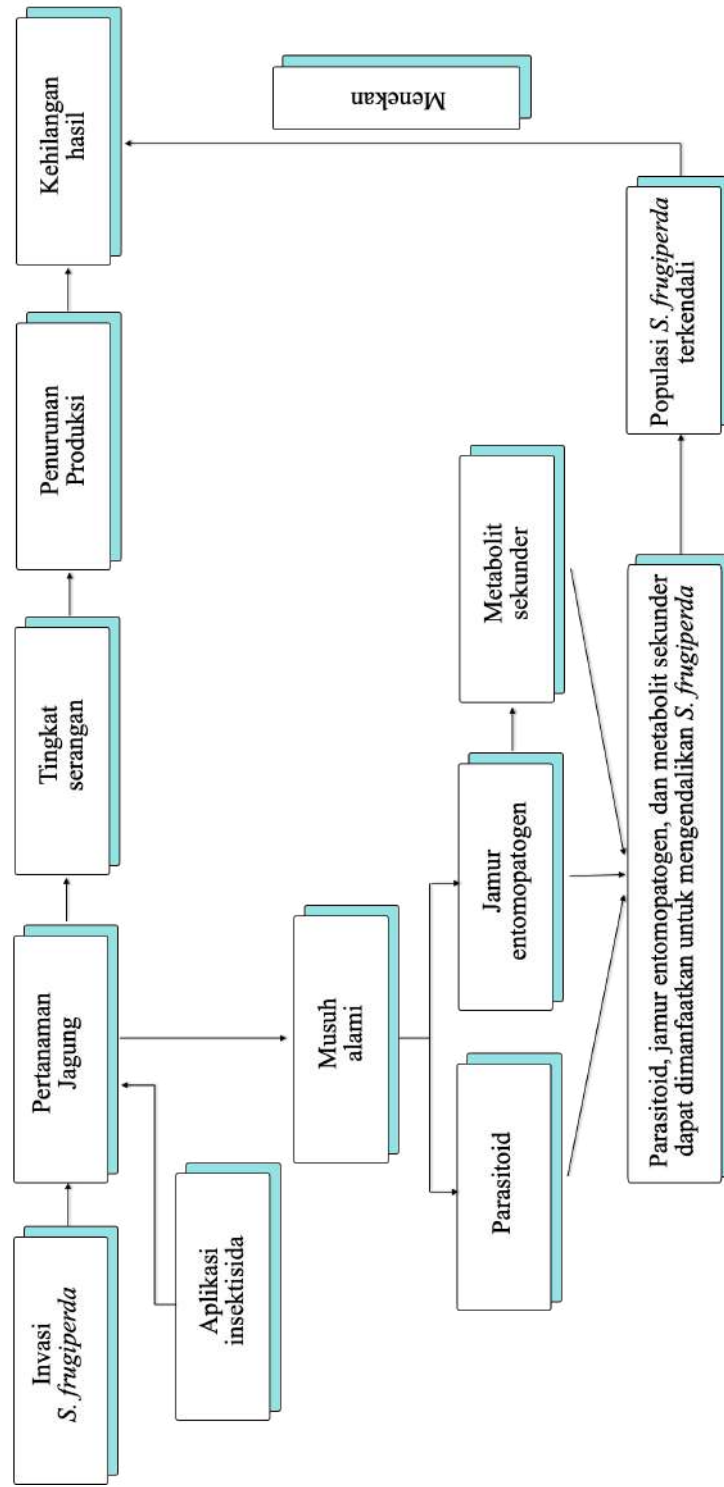 Invasi
S. frugiperda
Pertanaman
Jagung
Tingkat
serangan
Penurunan
Produksi
Kehilangan
hasil
Aplikasi
insektisida
Menekan
Musuh
alami
Parasitoid
Jamur
entomopatogen
Metabolit
sekunder
Parasitoid, jamur entomopatogen, dan metabolit sekunder
dapat dimanfaatkan untuk mengendalikan S. frugiperda
Populasi S. frugiperda
terkendali